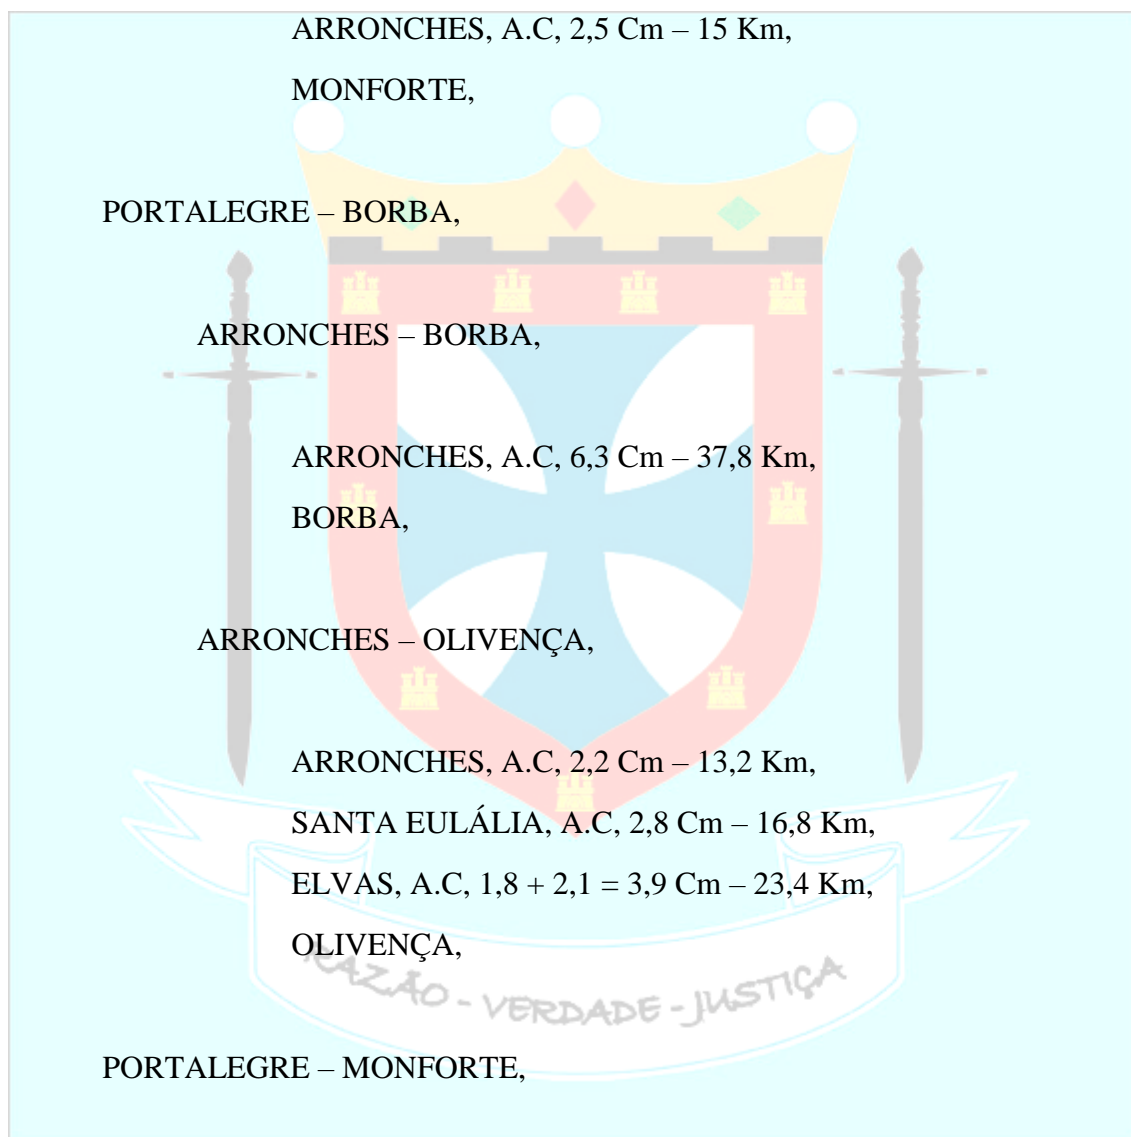 ARRONCHES, A.C, 2,5 Cm – 15 Km,
MONFORTE,
PORTALEGRE – BORBA,
ARRONCHES – BORBA,
ARRONCHES, A.C, 6,3 Cm – 37,8 Km,
BORBA,
ARRONCHES – OLIVENÇA,
ARRONCHES, A.C, 2,2 Cm – 13,2 Km,
SANTA EULÁLIA, A.C, 2,8 Cm – 16,8 Km,
ELVAS, A.C, 1,8 + 2,1 = 3,9 Cm – 23,4 Km,
OLIVENÇA,
RAZÃO - VERDADE - JUSTIÇA
PORTALEGRE – MONFORTE,